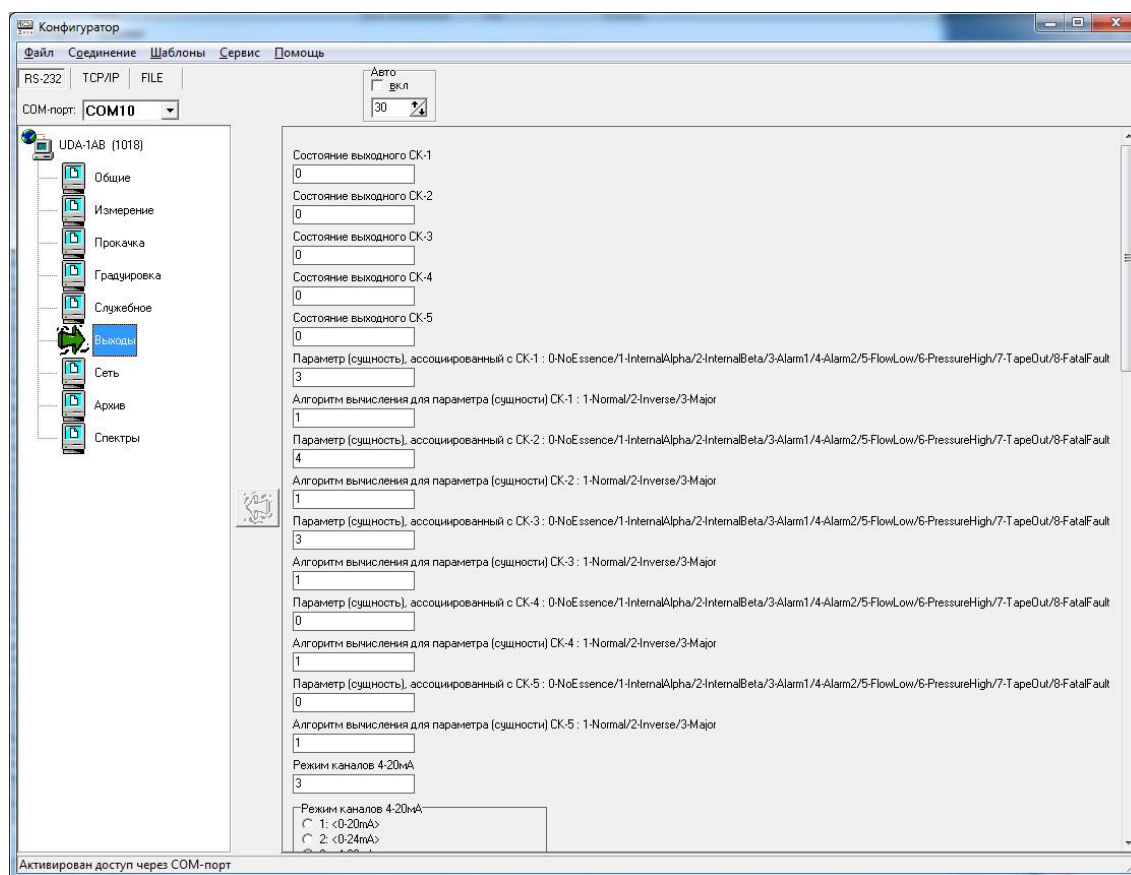 Конфигуратор
Файл Соединение Шаблоны Сервис Помощь
RS-232 TCP/IP FILE
Авто
вкл
30
COM-порт: COM10
UDA-1AB (1018)
Общие
Измерение
Прокачка
Градуировка
Служебное
Выходы
Сеть
Архив
Спектры
Состояние выходного СК-1
0
Состояние выходного СК-2
0
Состояние выходного СК-3
0
Состояние выходного СК-4
0
Состояние выходного СК-5
0
Параметр (сущность), ассоциированный с СК-1 : 0-NoEssence/1-InternalAlpha/2-InternalBeta/3-Alarm1/4-Alarm2/5-FlowLow/6-PressureHigh/7-TapeOut/8-FatalFault
3
Алгоритм вычисления для параметра (сущности) СК-1 : 1-Normal/2-Inverse/3-Major
1
Параметр (сущность), ассоциированный с СК-2 : 0-NoEssence/1-InternalAlpha/2-InternalBeta/3-Alarm1/4-Alarm2/5-FlowLow/6-PressureHigh/7-TapeOut/8-FatalFault
4
Алгоритм вычисления для параметра (сущности) СК-2 : 1-Normal/2-Inverse/3-Major
1
Параметр (сущность), ассоциированный с СК-3 : 0-NoEssence/1-InternalAlpha/2-InternalBeta/3-Alarm1/4-Alarm2/5-FlowLow/6-PressureHigh/7-TapeOut/8-FatalFault
3
Алгоритм вычисления для параметра (сущности) СК-3 : 1-Normal/2-Inverse/3-Major
1
Параметр (сущность), ассоциированный с СК-4 : 0-NoEssence/1-InternalAlpha/2-InternalBeta/3-Alarm1/4-Alarm2/5-FlowLow/6-PressureHigh/7-TapeOut/8-FatalFault
0
Алгоритм вычисления для параметра (сущности) СК-4 : 1-Normal/2-Inverse/3-Major
1
Параметр (сущность), ассоциированный с СК-5 : 0-NoEssence/1-InternalAlpha/2-InternalBeta/3-Alarm1/4-Alarm2/5-FlowLow/6-PressureHigh/7-TapeOut/8-FatalFault
0
Алгоритм вычисления для параметра (сущности) СК-5 : 1-Normal/2-Inverse/3-Major
1
Режим каналов 4-20мА
3
Режим каналов 4-20мА
1: <0-20mA>
2: <0-24mA>
Активирован доступ через COM-порт